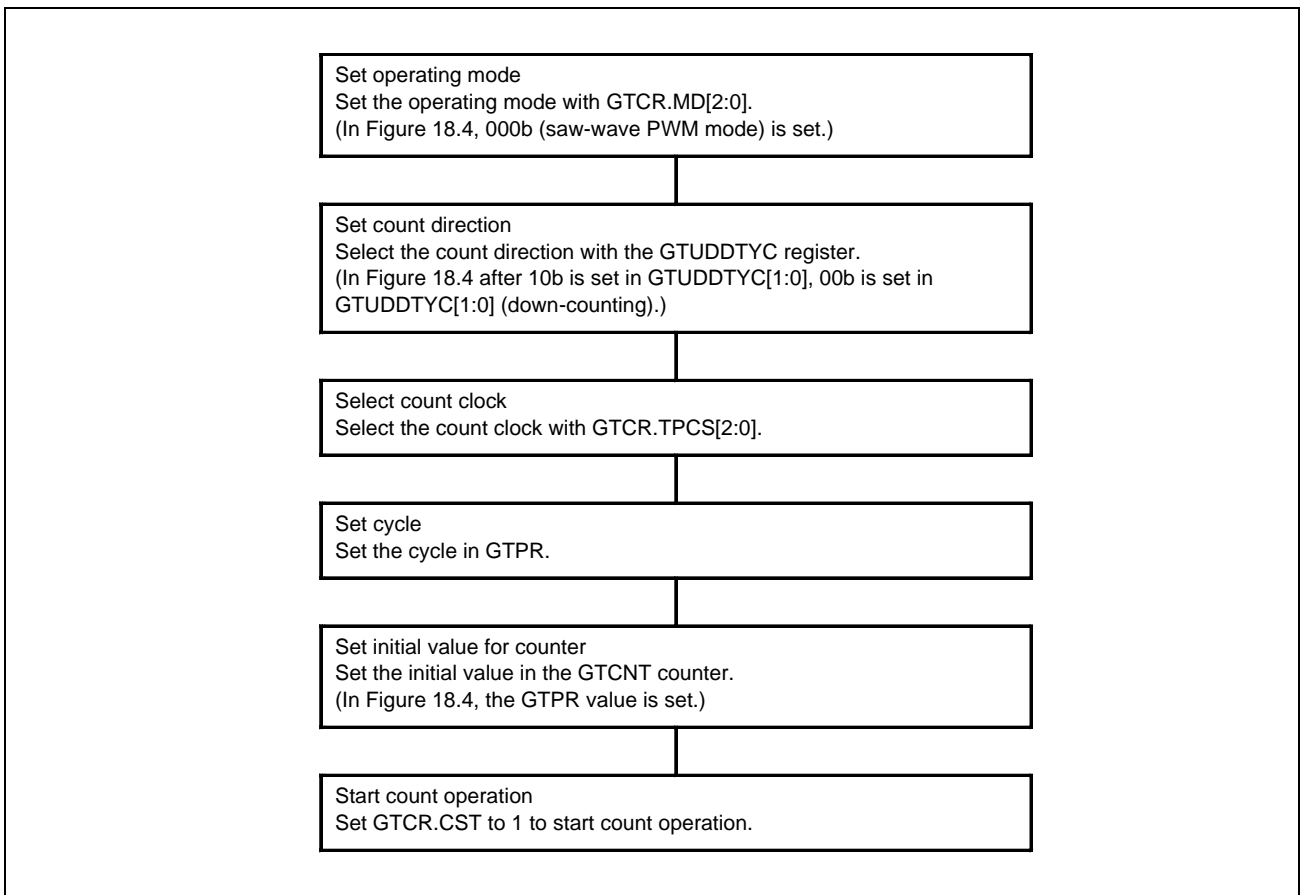 Set operating mode
Set the operating mode with GTCR.MD[2:0].
(In Figure 18.4, 000b (saw-wave PWM mode) is set.)
Set count direction
Select the count direction with the GTUDDTYC register.
(In Figure 18.4 after 10b is set in GTUDDTYC[1:0], 00b is set in
GTUDDTYC[1:0] (down-counting).)
Select count clock
Select the count clock with GTCR.TPCS[2:0].
Set cycle
Set the cycle in GTPR.
Set initial value for counter
Set the initial value in the GTCNT counter.
(In Figure 18.4, the GTPR value is set.)
Start count operation
Set GTCR.CST to 1 to start count operation.